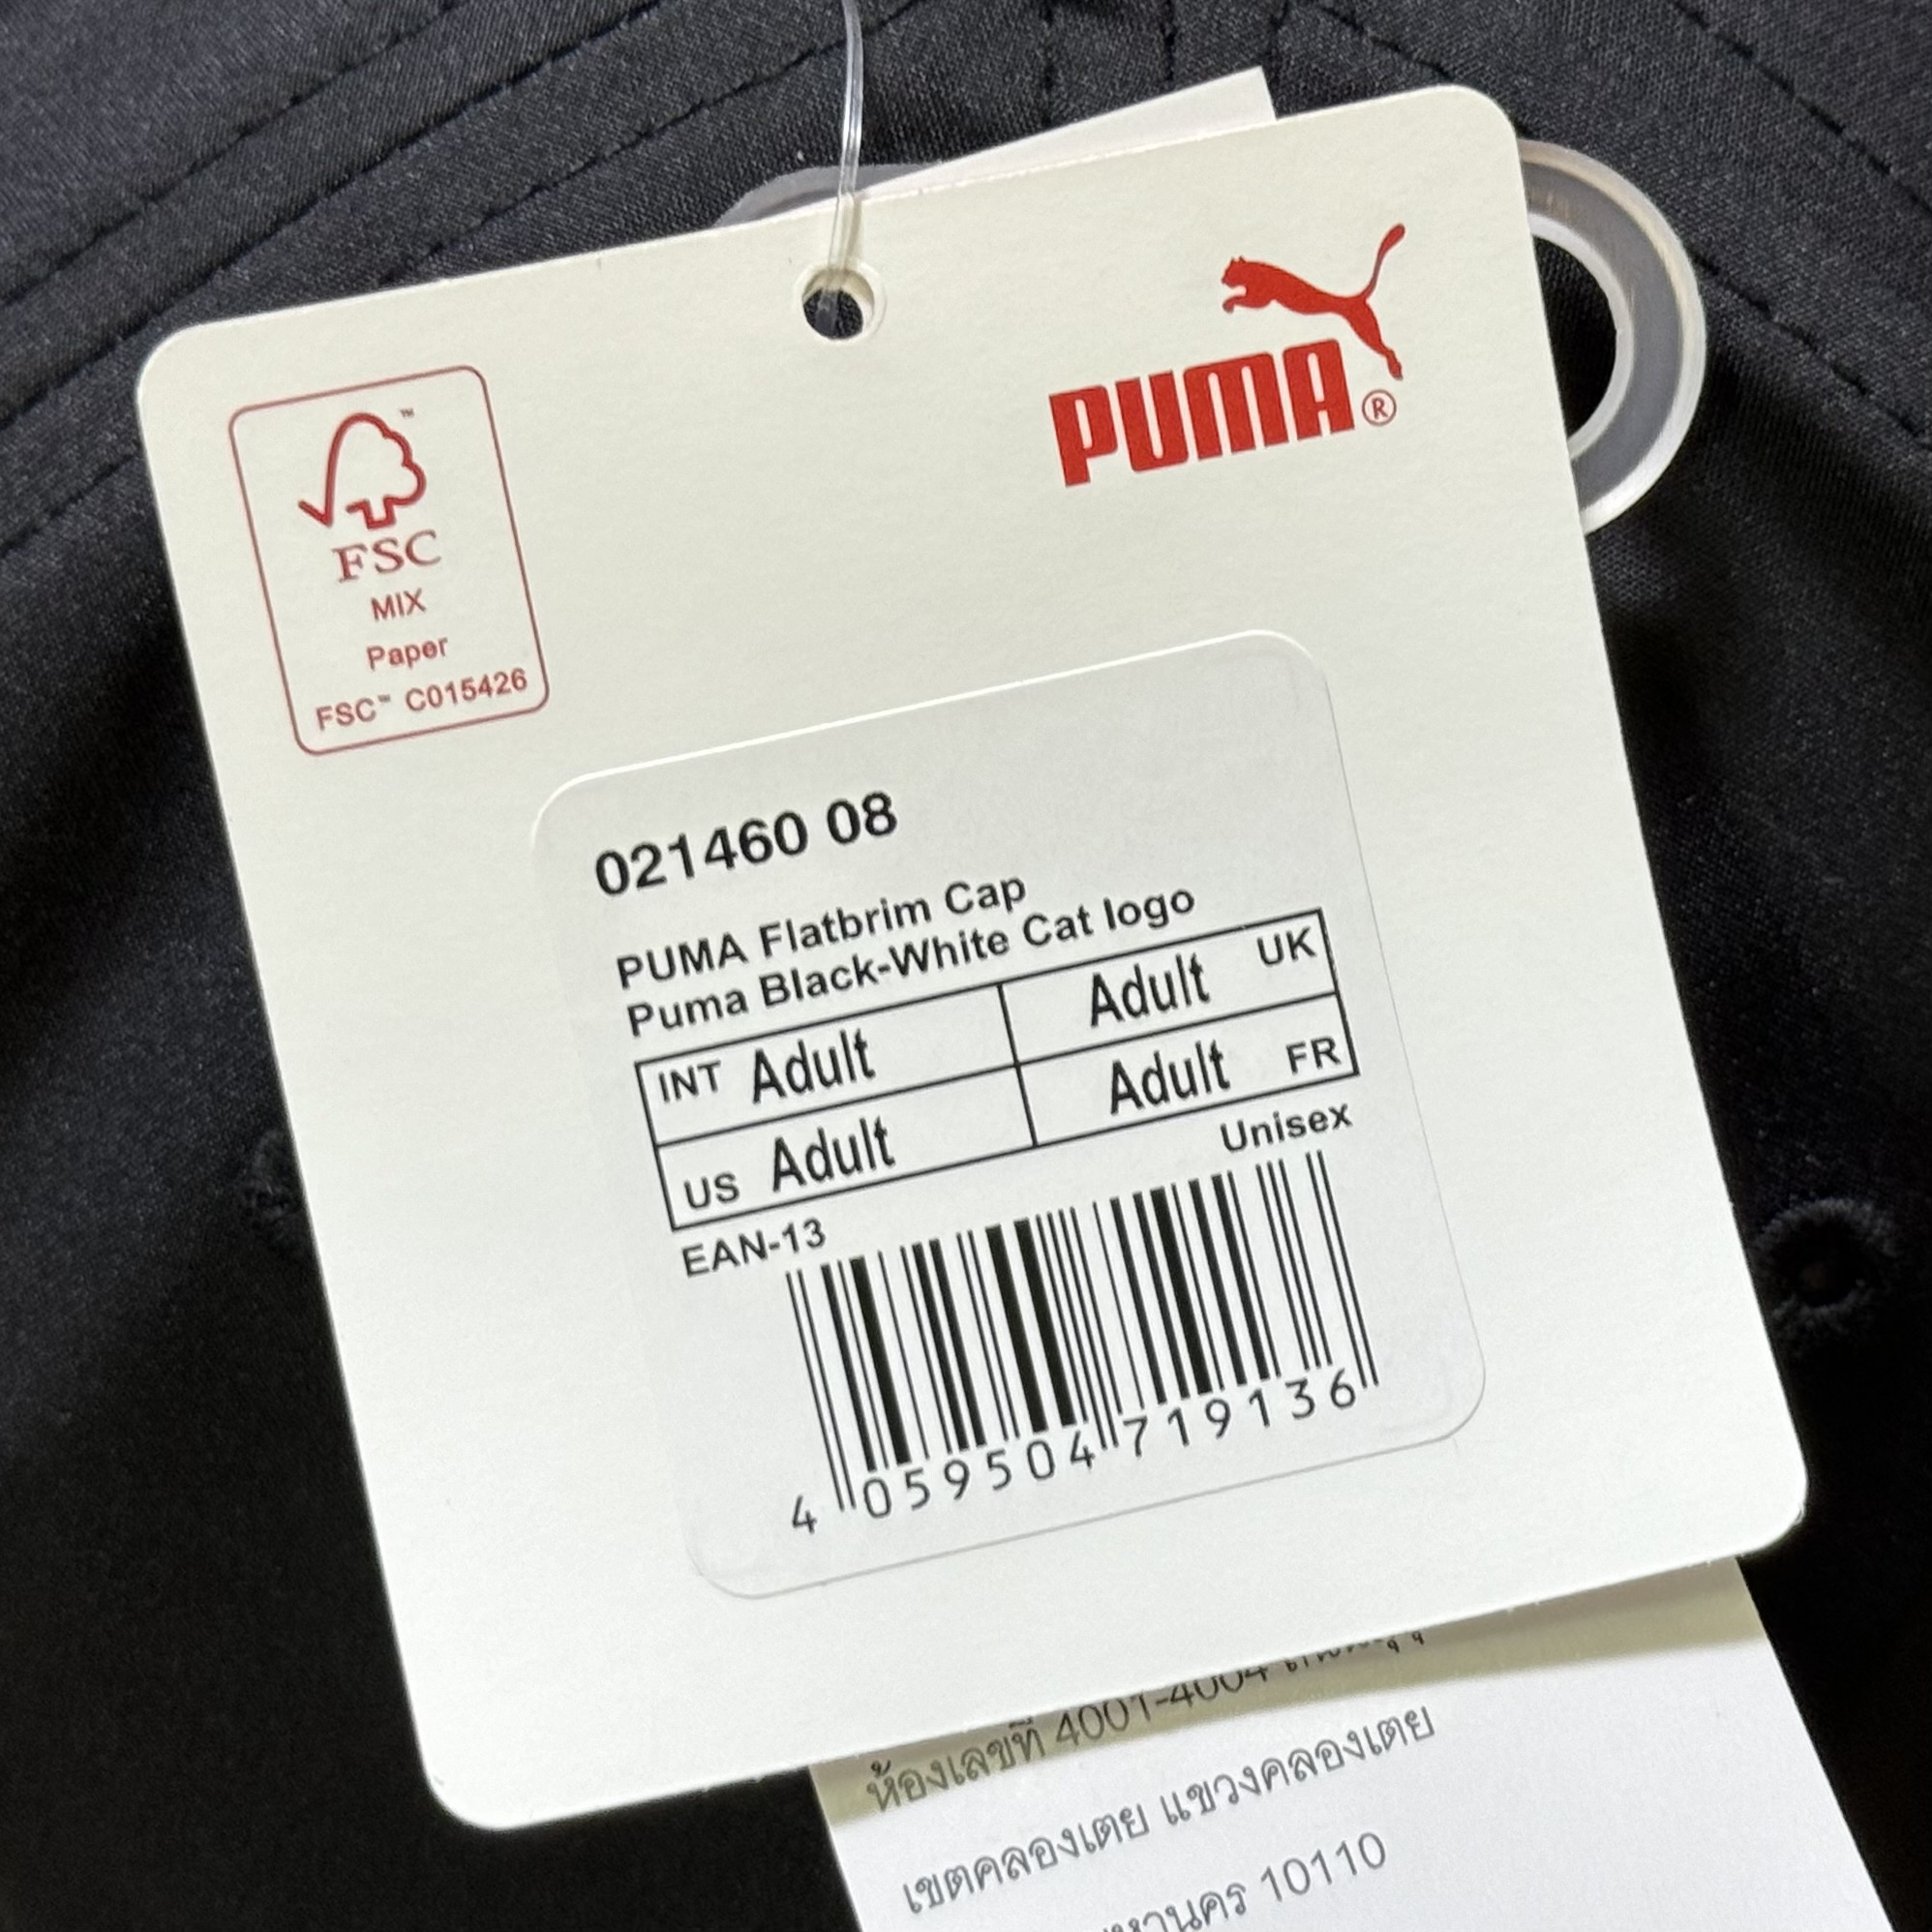 PUMA®
™
FSC
MIX
Paper
FSC™ C015426
021460 08
PUMA Flatbrim Cap
Puma Black-White Cat logo
INT Adult Adult UK
US Adult Adult FR
Unisex
EAN-13
4 059504 719136
ห้องเลขที่ 4001-4004
เขตคลองเตย แขวงคลองเตย
10110